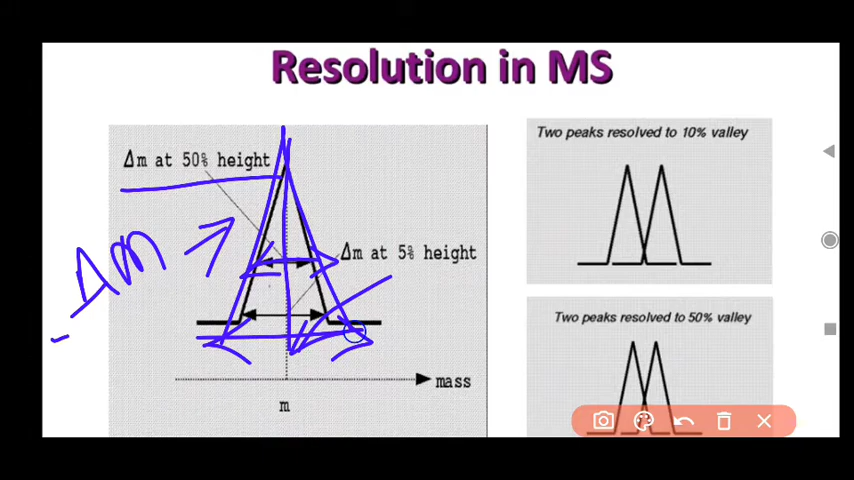 Resolution in MS
Δm at 50% height
Δm at 5% height
ΔM
mass
m
Two peaks resolved to 10% valley
Two peaks resolved to 50% valley